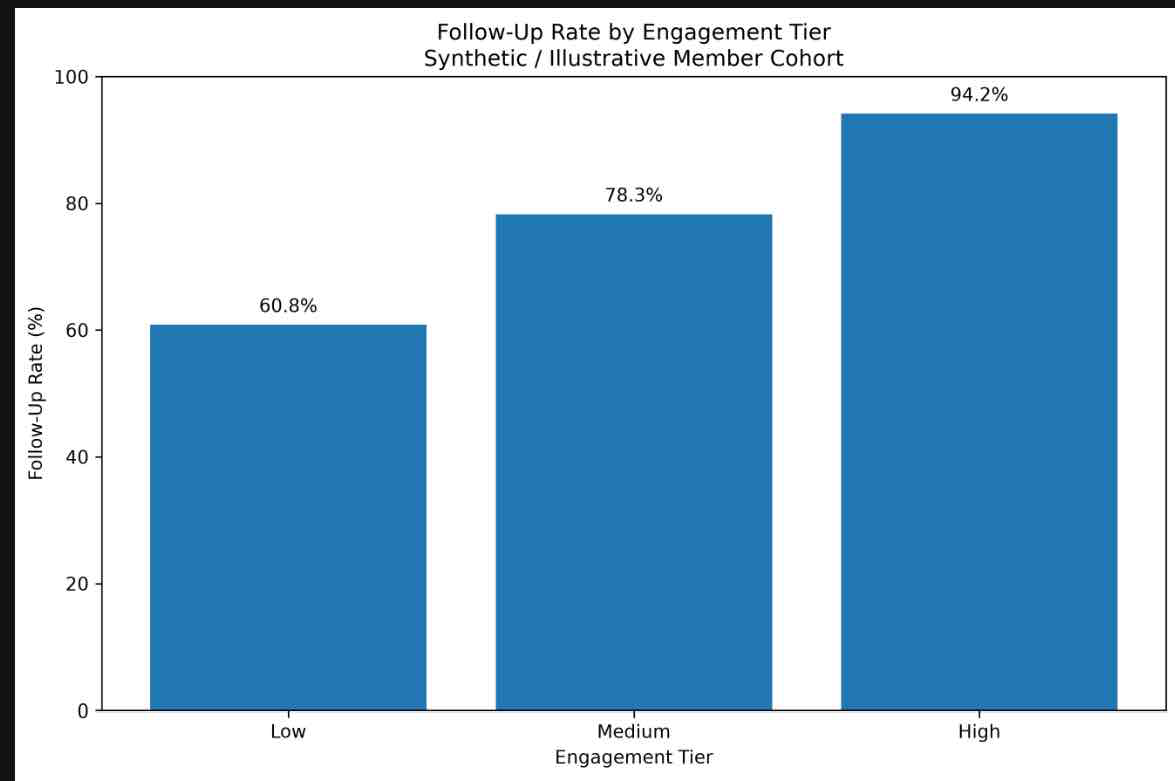 Follow-Up Rate by Engagement Tier
Synthetic / Illustrative Member Cohort
100
94.2%
80
78.3%
60.8%
60
Follow-Up Rate (%)
40
20
0
Low
Medium
High
Engagement Tier